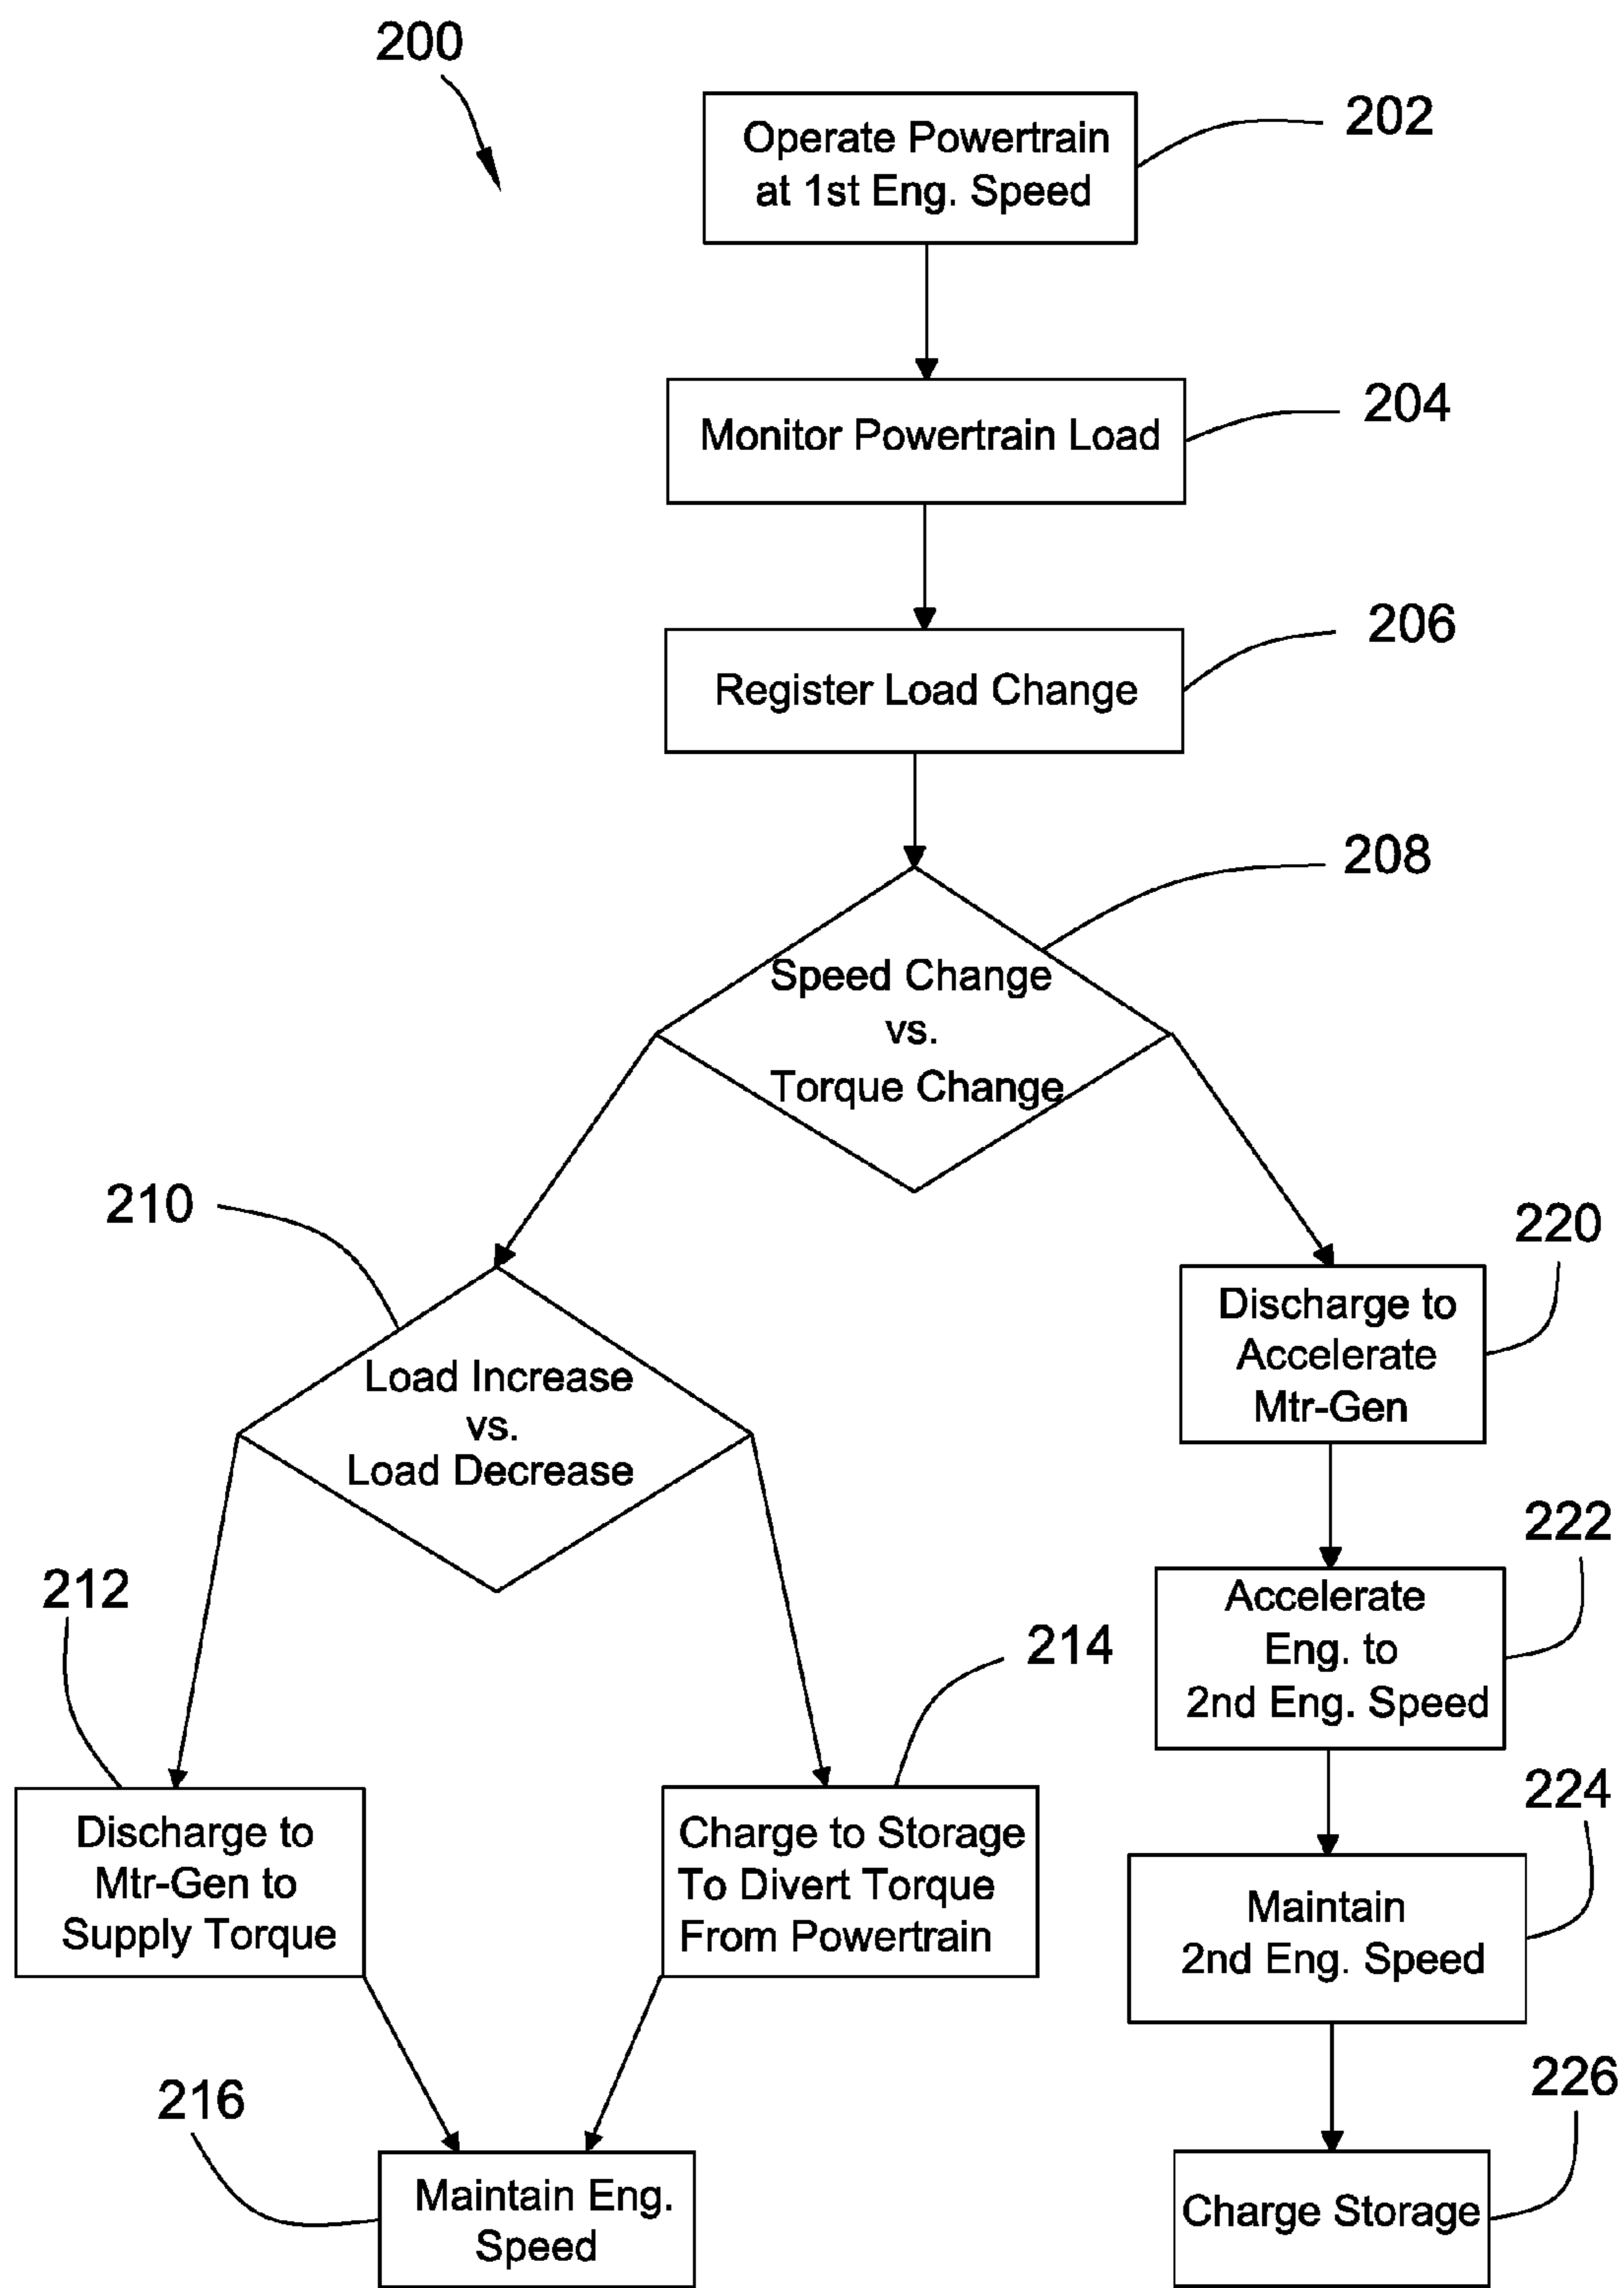 200
Operate Powertrain
at 1st Eng. Speed
202
Monitor Powertrain Load
204
Register Load Change
206
208
Speed Change
vs.
Torque Change
210
Load Increase
vs.
Load Decrease
220
Discharge to
Accelerate
Mtr-Gen
222
Accelerate
Eng. to
2nd Eng. Speed
212
Discharge to
Mtr-Gen to
Supply Torque
214
Charge to Storage
To Divert Torque
From Powertrain
224
Maintain
2nd Eng. Speed
216
Maintain Eng.
Speed
226
Charge Storage